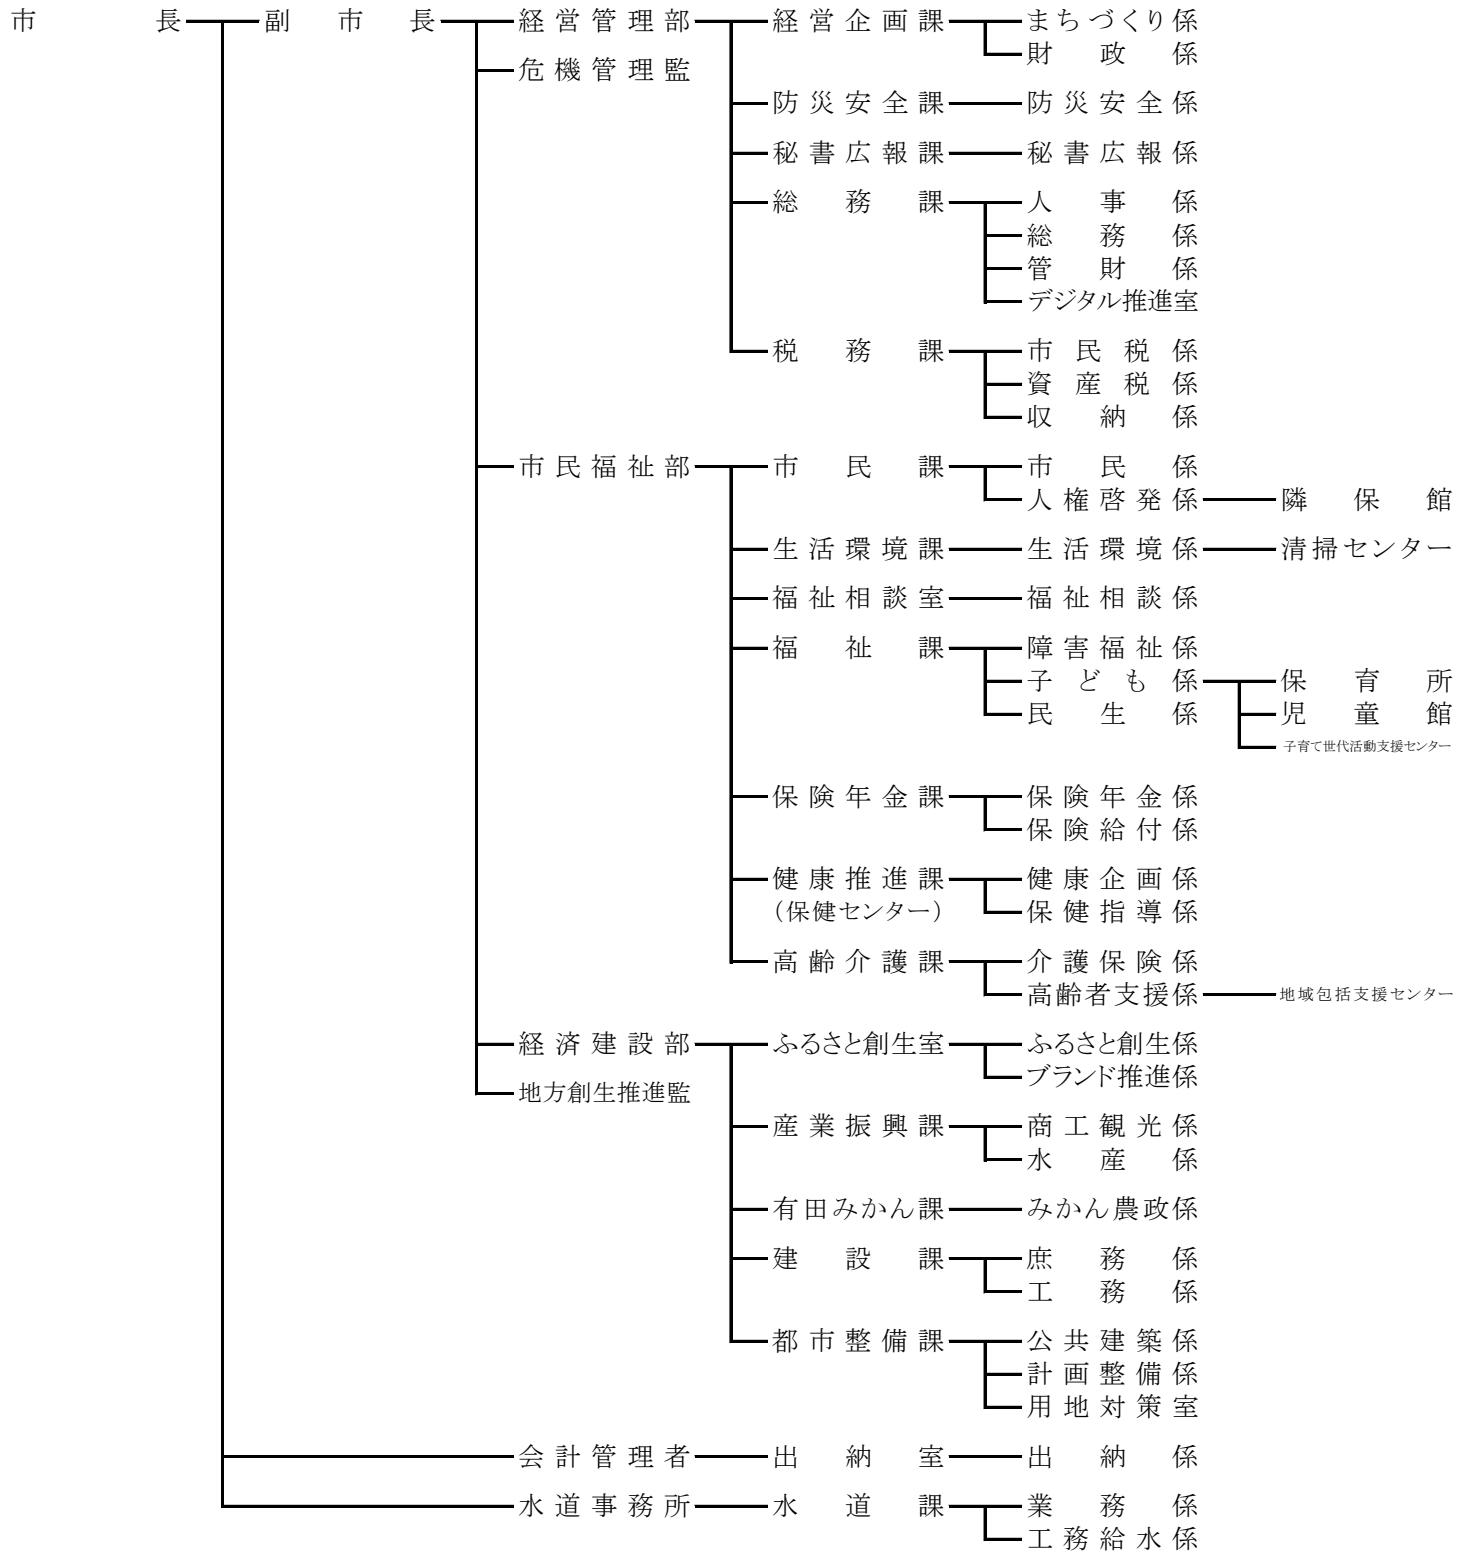 市長 副市長 経営管理部 経営企画課 まちづくり係
財政係
危機管理監
防災安全課 防災安全係
秘書広報課 秘書広報係
総務課 人事係
総務係
管財係
デジタル推進室
税務課 市民税係
資産税係
収納係
市民福祉部 市民課 市民係
人権啓発係 隣保館
生活環境課 生活環境係 清掃センター
福祉相談室 福祉相談係
福祉課 障害福祉係
子ども係 保育所
民生係 児童館
子育て世代活動支援センター
保険年金課 保険年金係
保険給付係
健康推進課 健康企画係
(保健センター) 保健指導係
高齢介護課 介護保険係
高齢者支援係 地域包括支援センター
経済建設部 ふるさと創生室 ふるさと創生係
ブランド推進係
地方創生推進監
産業振興課 商工観光係
水産係
有田みかん課 みかん農政係
建設課 庶務係
工務係
都市整備課 公共建築係
計画整備係
用地対策室
会計管理者 出納室 出納係
水道事務所 水道課 業務係
工務給水係